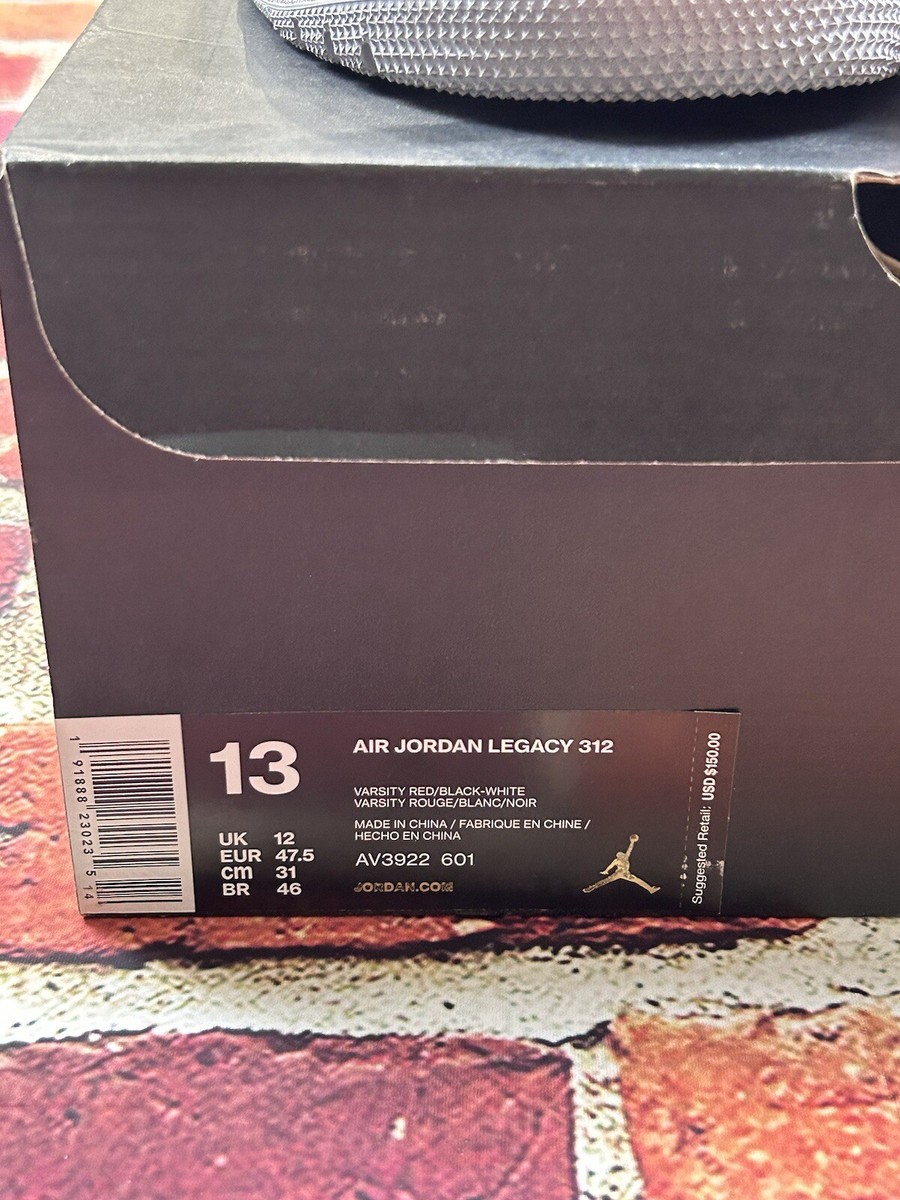 1 91888 23023 5 14
13
UK 12
EUR 47.5
cm 31
BR 46
AIR JORDAN LEGACY 312
VARSITY RED/BLACK-WHITE
VARSITY ROUGE/BLANC/NOIR
MADE IN CHINA / FABRIQUE EN CHINE /
HECHO EN CHINA
AV3922 601
JORDAN.COM
Suggested Retail: USD $150.00